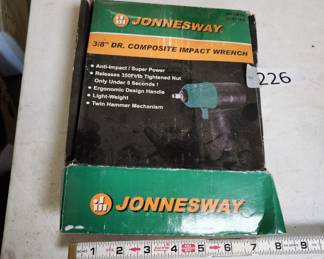 JONNESWAY
3/8" DR. COMPOSITE IMPACT WRENCH
• Anti-Impact / Super Power
• Releases 350Ft/lb Tightened Nut
Only Under 5 Seconds!
• Ergonomic Design Handle
• Light-Weight
• Twin Hammer Mechanism
226
JONNESWAY
1 2 3 4 5 6 7 8 9